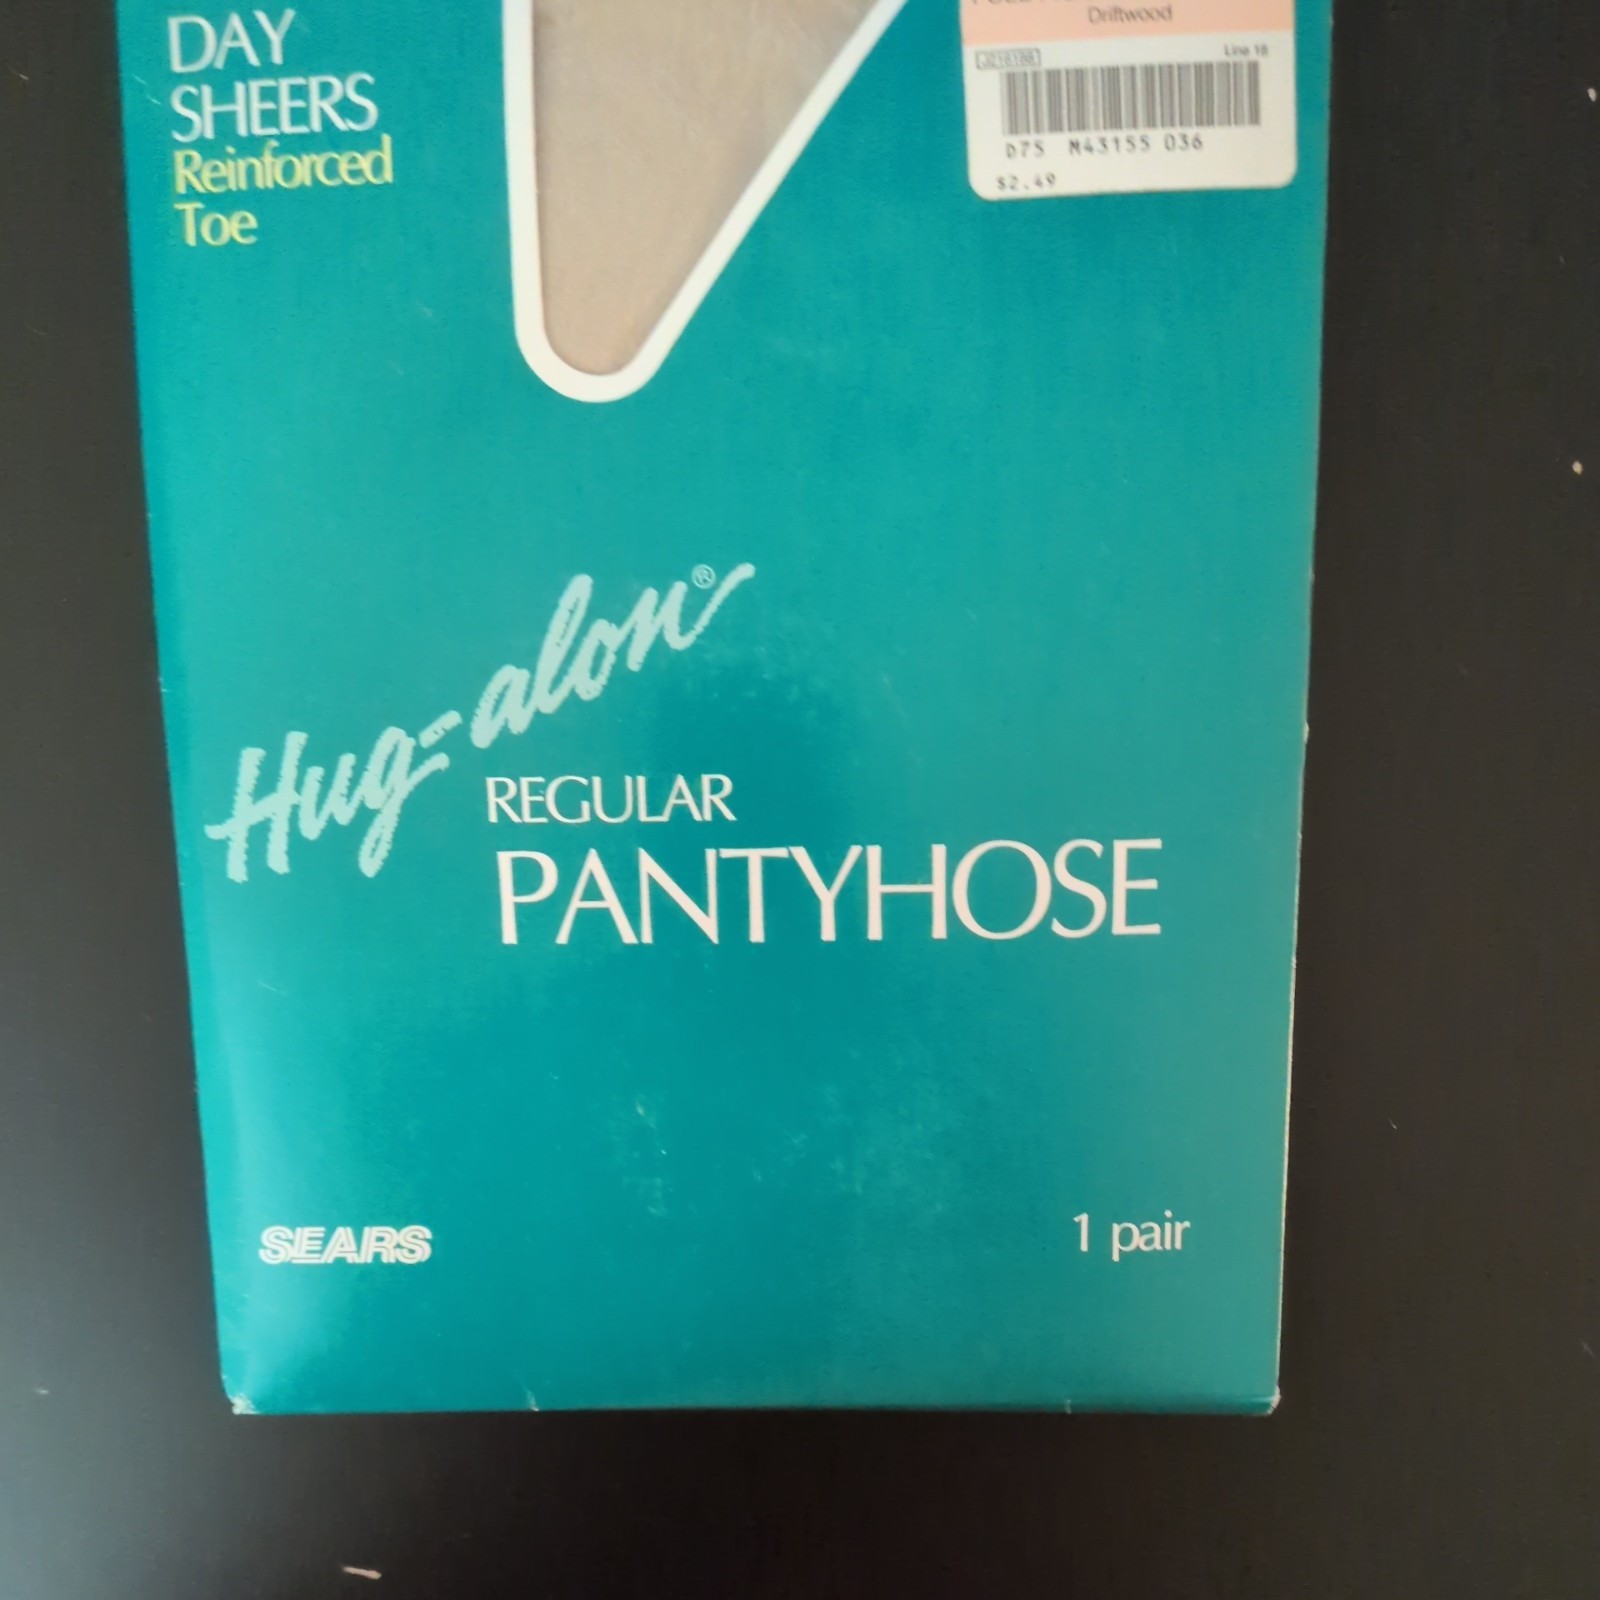 DAY
SHEERS
Reinforced
Toe
Driftwood
Line 18
D75 M43155 036
$2.49
Hug-alon®
REGULAR
PANTYHOSE
SEARS
1 pair